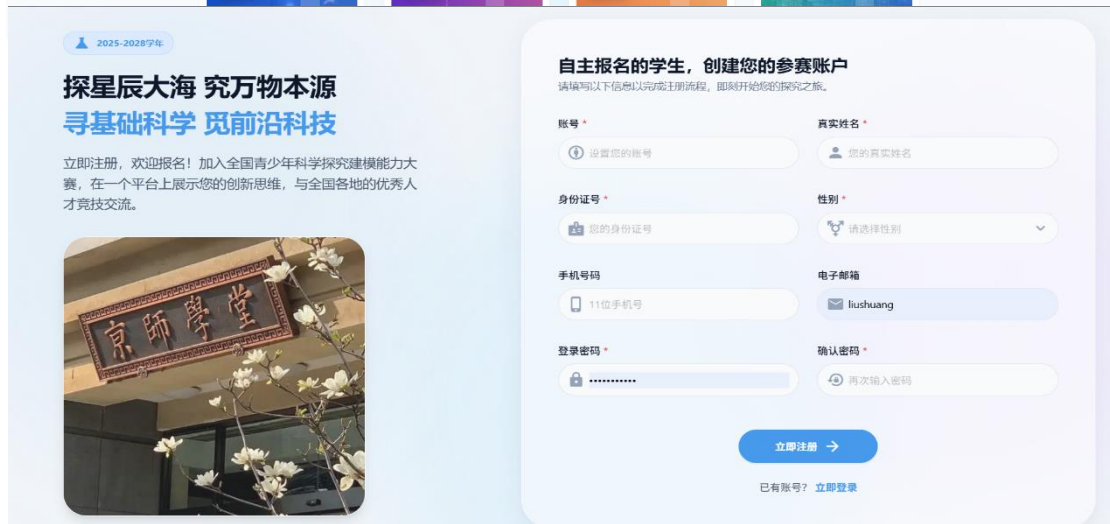 2025-2028学年
探星辰大海 究万物本源
寻基础科学 觅前沿科技
立即注册，欢迎报名！加入全国青少年科学探究建模能力大
赛，在一个平台上展示您的创新思维，与全国各地的优秀人
才竞技交流。
京師學堂
自主报名的学生，创建您的参赛账户
请填写以下信息以完成注册流程，即刻开始您的探究之旅。
账号 *
设置您的账号
真实姓名 *
您的真实姓名
身份证号 *
您的身份证号
性别 *
请选择性别
手机号码
11位手机号
电子邮箱
liushuang
登录密码 *
•••••••••••
确认密码 *
再次输入密码
立即注册 →
已有账号？ 立即登录